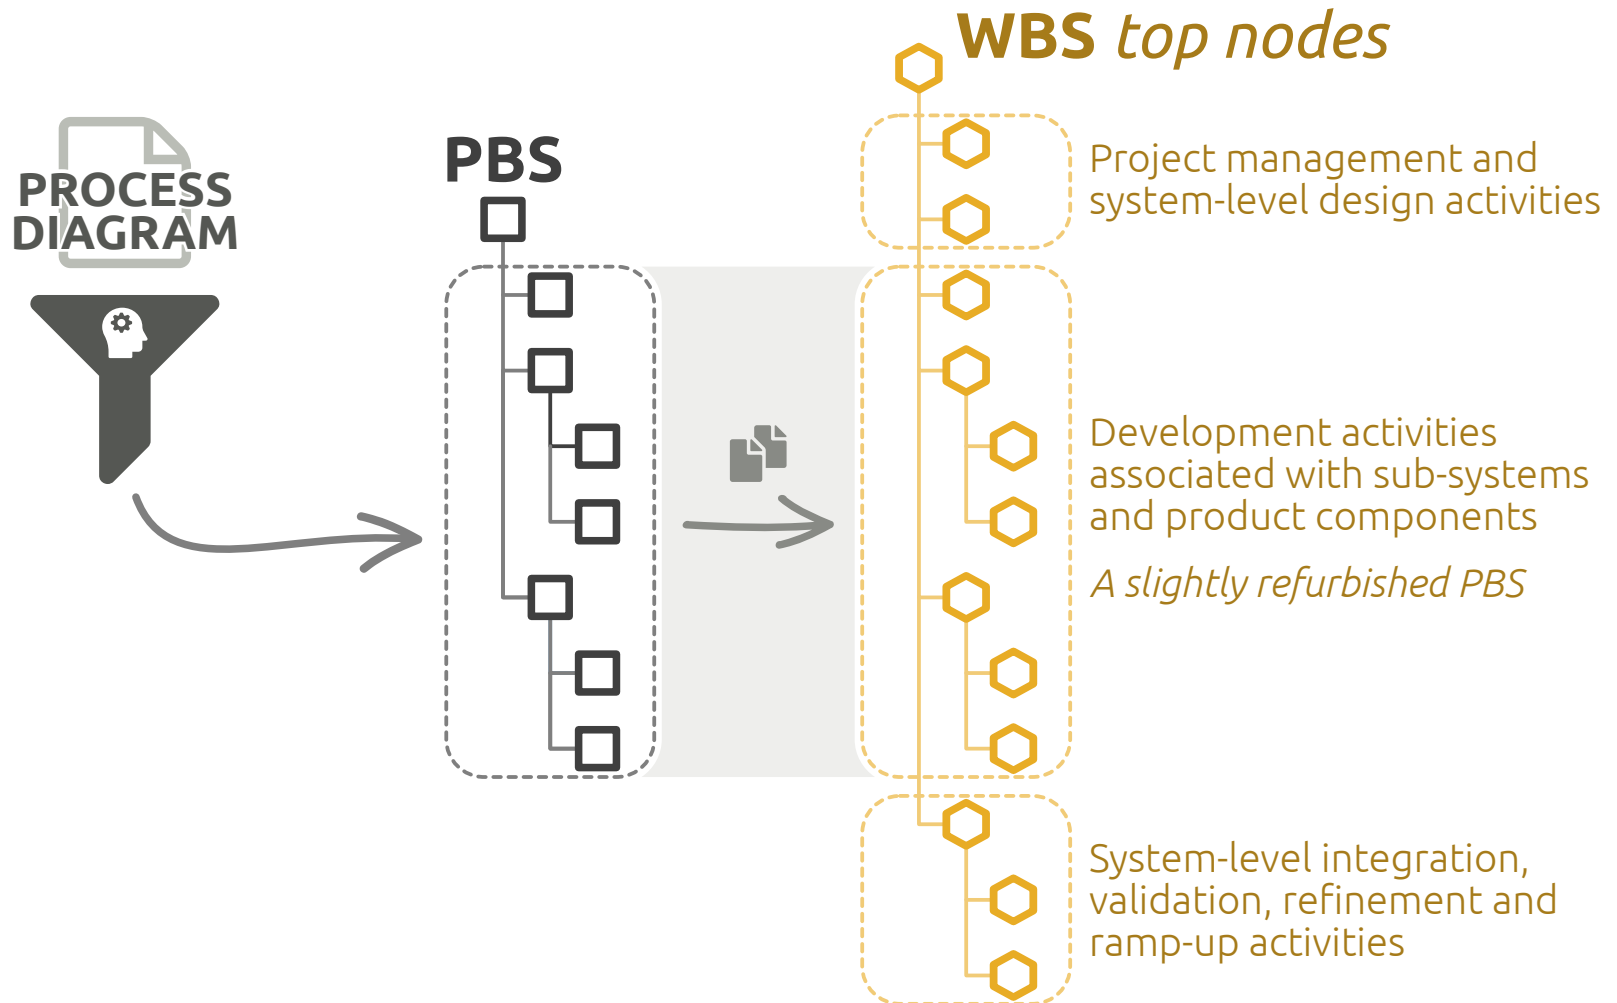 WBS top nodes
PROCESS
DIAGRAM
PBS
Project management and
system-level design activities
Development activities
associated with sub-systems
and product components
A slightly refurbished PBS
System-level integration,
validation, refinement and
ramp-up activities